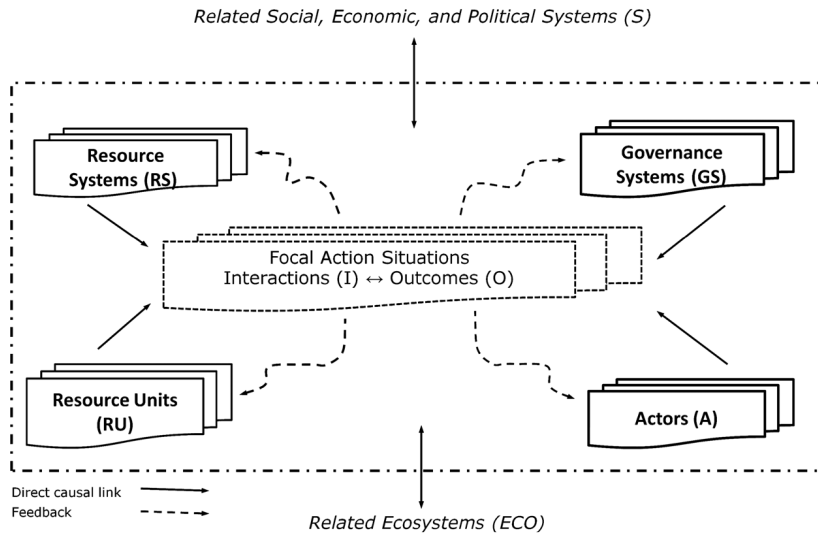 Related Social, Economic, and Political Systems (S)
Resource
Systems (RS)
Governance
Systems (GS)
Focal Action Situations
Interactions (I) ↔ Outcomes (O)
Resource Units
(RU)
Actors (A)
Direct causal link
Feedback
Related Ecosystems (ECO)